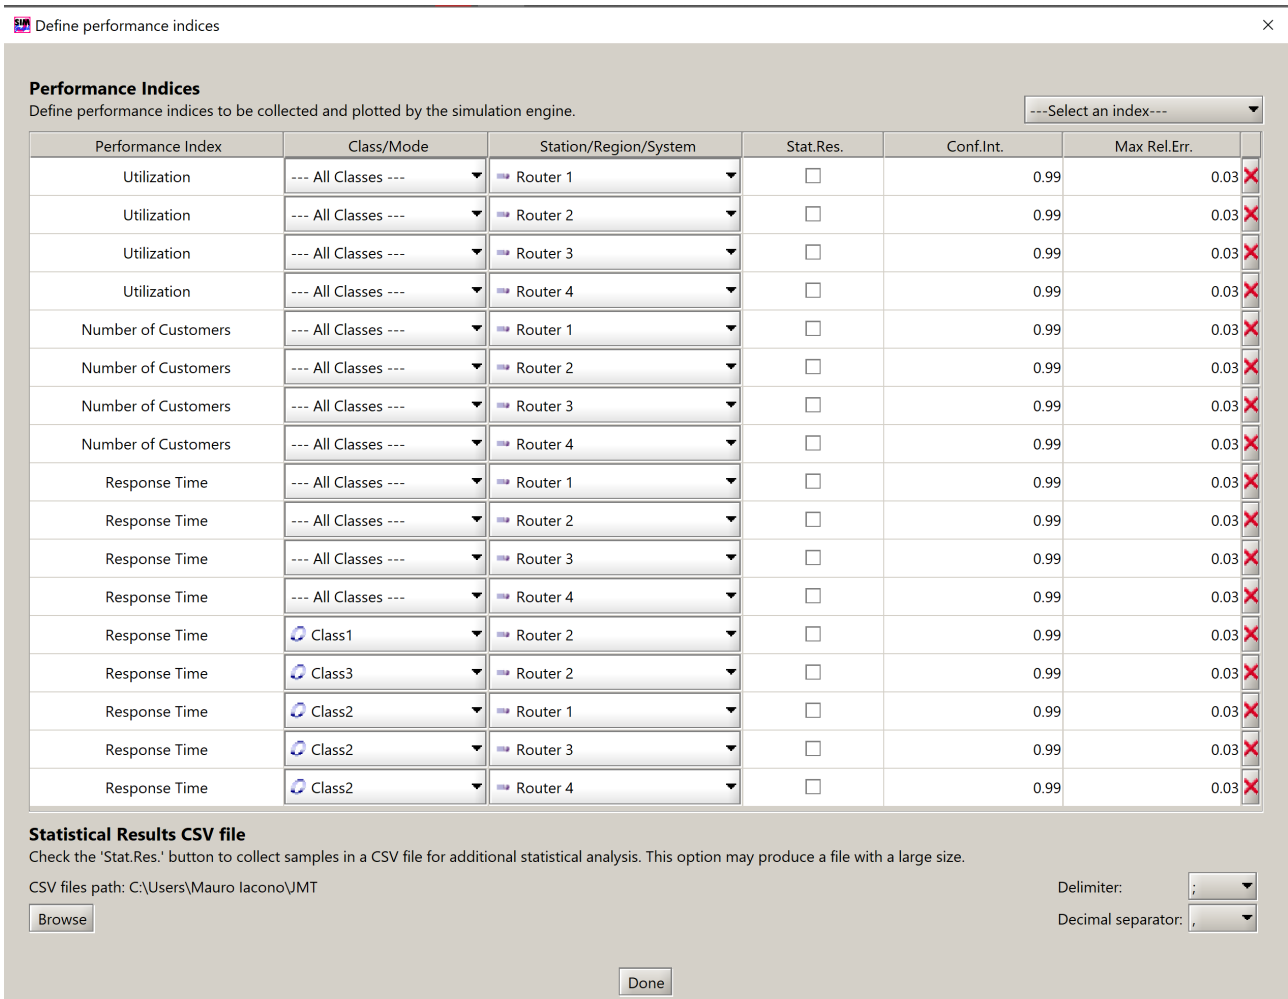 SIM Define performance indices
Performance Indices
Define performance indices to be collected and plotted by the simulation engine. ---Select an index---
Performance Index Class/Mode Station/Region/System Stat.Res. Conf.Int. Max Rel.Err.
Utilization --- All Classes --- Router 1 0.99 0.03
Utilization --- All Classes --- Router 2 0.99 0.03
Utilization --- All Classes --- Router 3 0.99 0.03
Utilization --- All Classes --- Router 4 0.99 0.03
Number of Customers --- All Classes --- Router 1 0.99 0.03
Number of Customers --- All Classes --- Router 2 0.99 0.03
Number of Customers --- All Classes --- Router 3 0.99 0.03
Number of Customers --- All Classes --- Router 4 0.99 0.03
Response Time --- All Classes --- Router 1 0.99 0.03
Response Time --- All Classes --- Router 2 0.99 0.03
Response Time --- All Classes --- Router 3 0.99 0.03
Response Time --- All Classes --- Router 4 0.99 0.03
Response Time Class1 Router 2 0.99 0.03
Response Time Class3 Router 2 0.99 0.03
Response Time Class2 Router 1 0.99 0.03
Response Time Class2 Router 3 0.99 0.03
Response Time Class2 Router 4 0.99 0.03
Statistical Results CSV file
Check the 'Stat.Res.' button to collect samples in a CSV file for additional statistical analysis. This option may produce a file with a large size.
CSV files path: C:\Users\Mauro Iacono\JMT Delimiter: ;
Browse Decimal separator: ,
Done